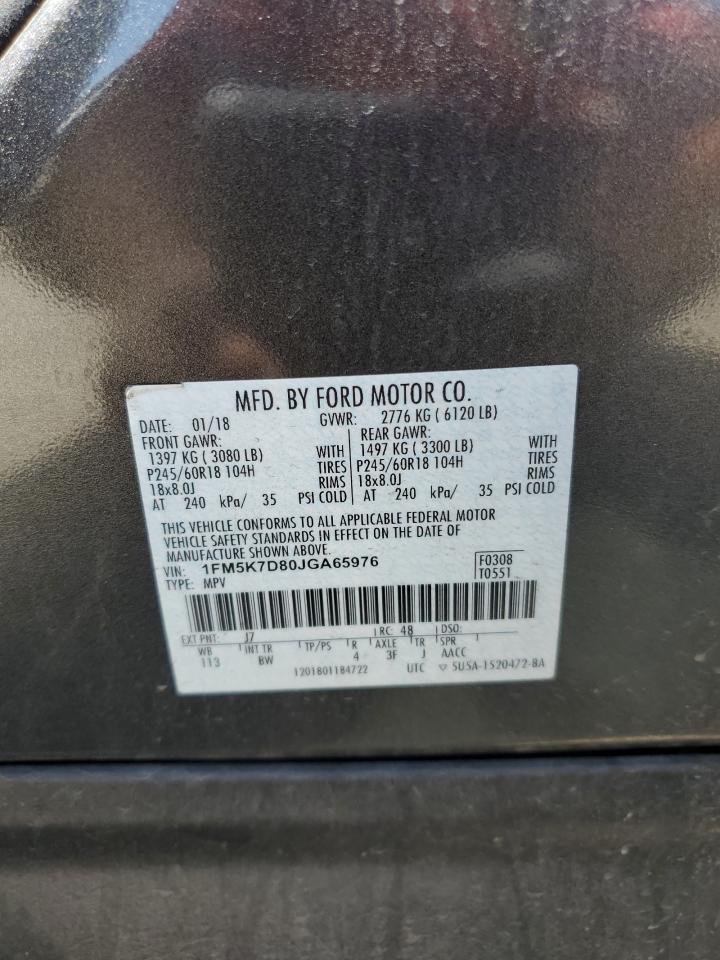 MFD. BY FORD MOTOR CO.
DATE: 01/18 GVWR: 2776 KG ( 6120 LB)
FRONT GAWR: REAR GAWR:
1397 KG ( 3080 LB) WITH 1497 KG ( 3300 LB) WITH
P245/60R18 104H TIRES P245/60R18 104H TIRES
18x8.0J RIMS 18x8.0J RIMS
AT 240 kPa/ 35 PSI COLD AT 240 kPa/ 35 PSI COLD
THIS VEHICLE CONFORMS TO ALL APPLICABLE FEDERAL MOTOR
VEHICLE SAFETY STANDARDS IN EFFECT ON THE DATE OF
MANUFACTURE SHOWN ABOVE.
VIN: 1FM5K7D80JGA65976 F0308
TYPE: MPV T0551
EXT PNT: J7 RC: 48 DSO:
WB INT TR TP/PS R AXLE TR SPR
113 BW 4 3F J AACC
1201801184722 UTC ▽ 5U5A-1520472-BA